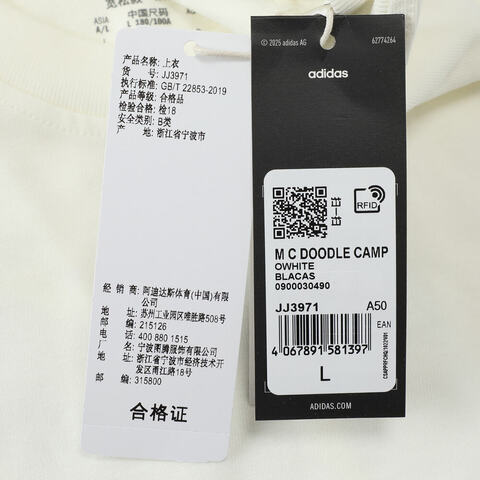 宽松款
ASIA 中国尺码
A/L L 180/100A
产品名称: 上衣
货号: JJ3971
执行标准: GB/T 22853-2019
产品等级: 合格品
检验合格: 检18
安全类别: B类
产地: 浙江省宁波市
经销商: 阿迪达斯体育(中国)有限
公司
地址: 苏州工业园区唯胜路508号
邮编: 215126
电话: 400 880 1515
制造商: 宁波图腾服饰有限公司
地址: 浙江省宁波市经济技术开
发区甬江路18号
邮编: 315800
合格证
© 2025 adidas AG
62774264
adidas
RFID
M C DOODLE CAMP
OWHITE
BLACAS
0900030490
JJ3971 A50
EAN
4 067891 581397
L
ADIDAS.COM